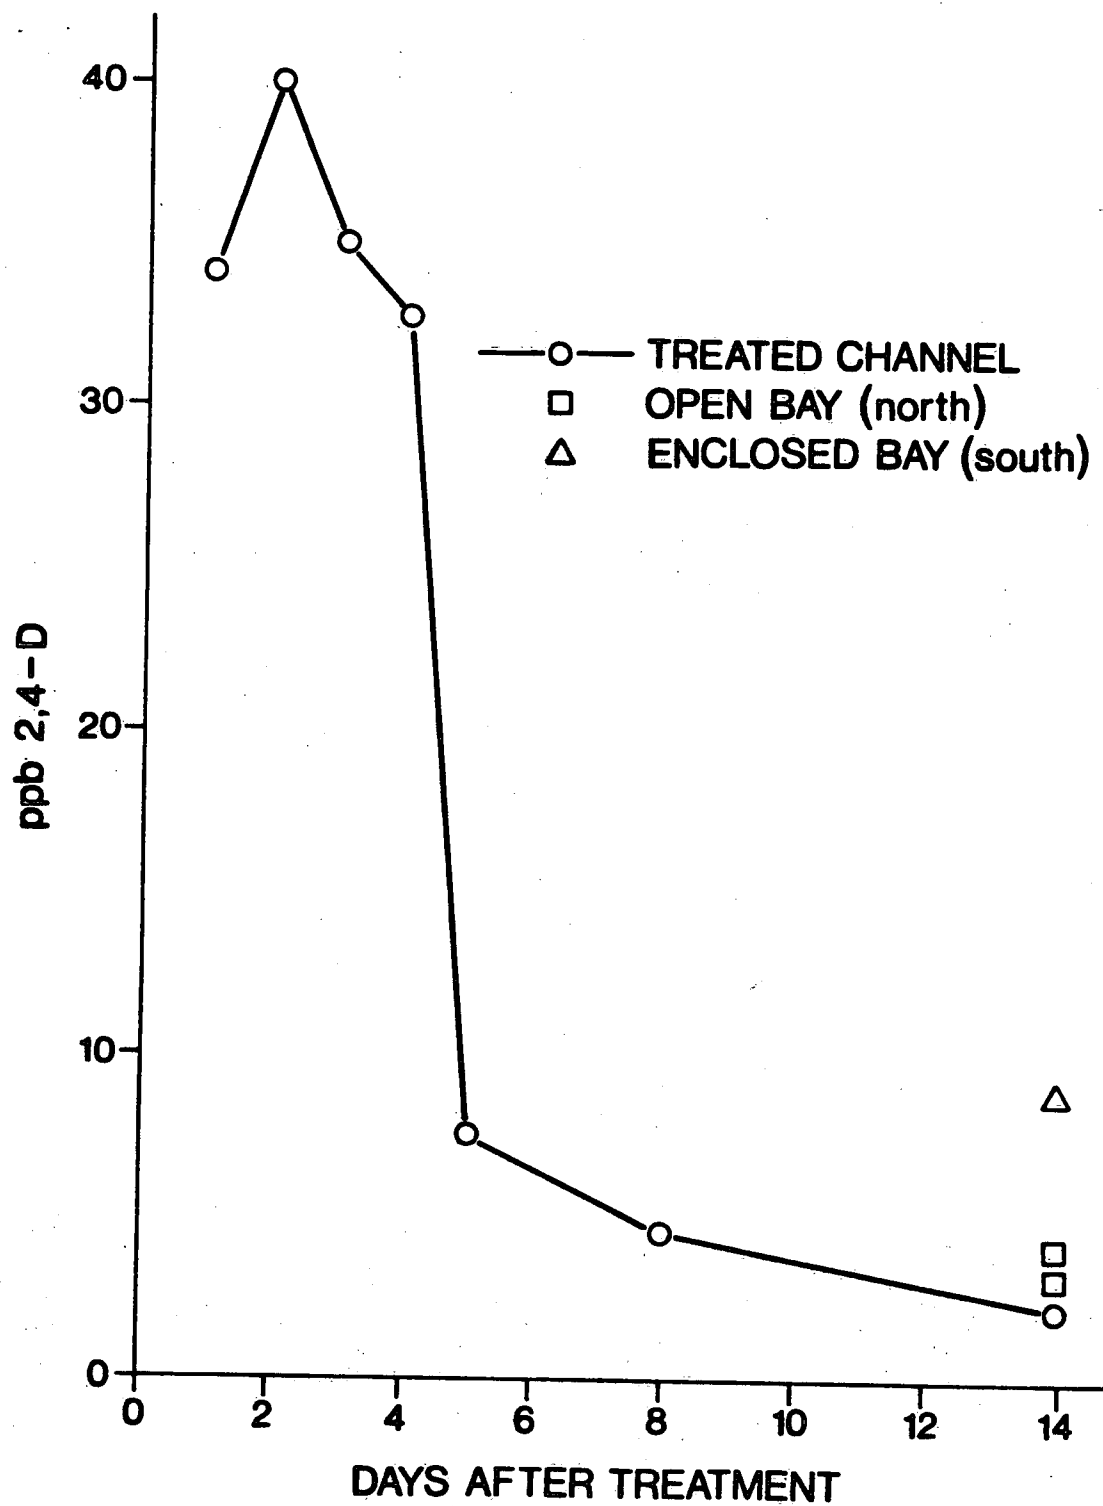 40
30
20
10
0
ppb 2,4-D
TREATED CHANNEL
OPEN BAY (north)
ENCLOSED BAY (south)
0 2 4 6 8 10 12 14
DAYS AFTER TREATMENT